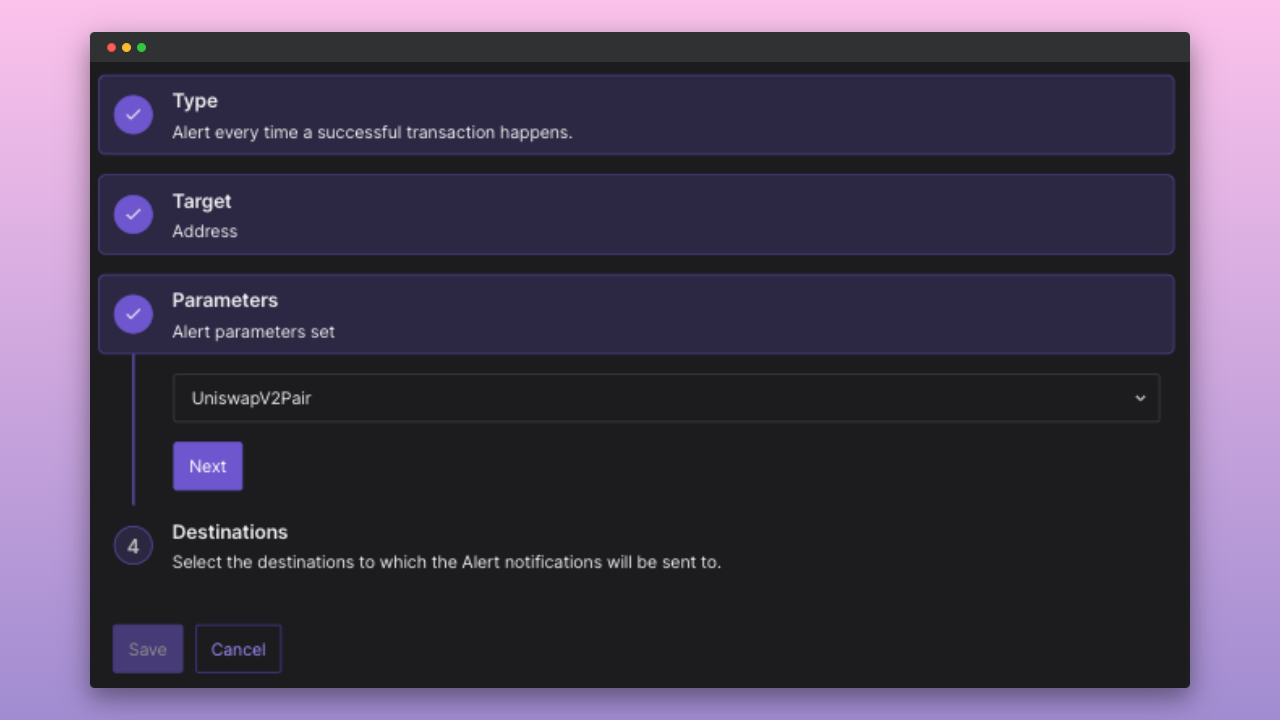 Type
Alert every time a successful transaction happens.
Target
Address
Parameters
Alert parameters set
UniswapV2Pair
Next
4
Destinations
Select the destinations to which the Alert notifications will be sent to.
Save
Cancel